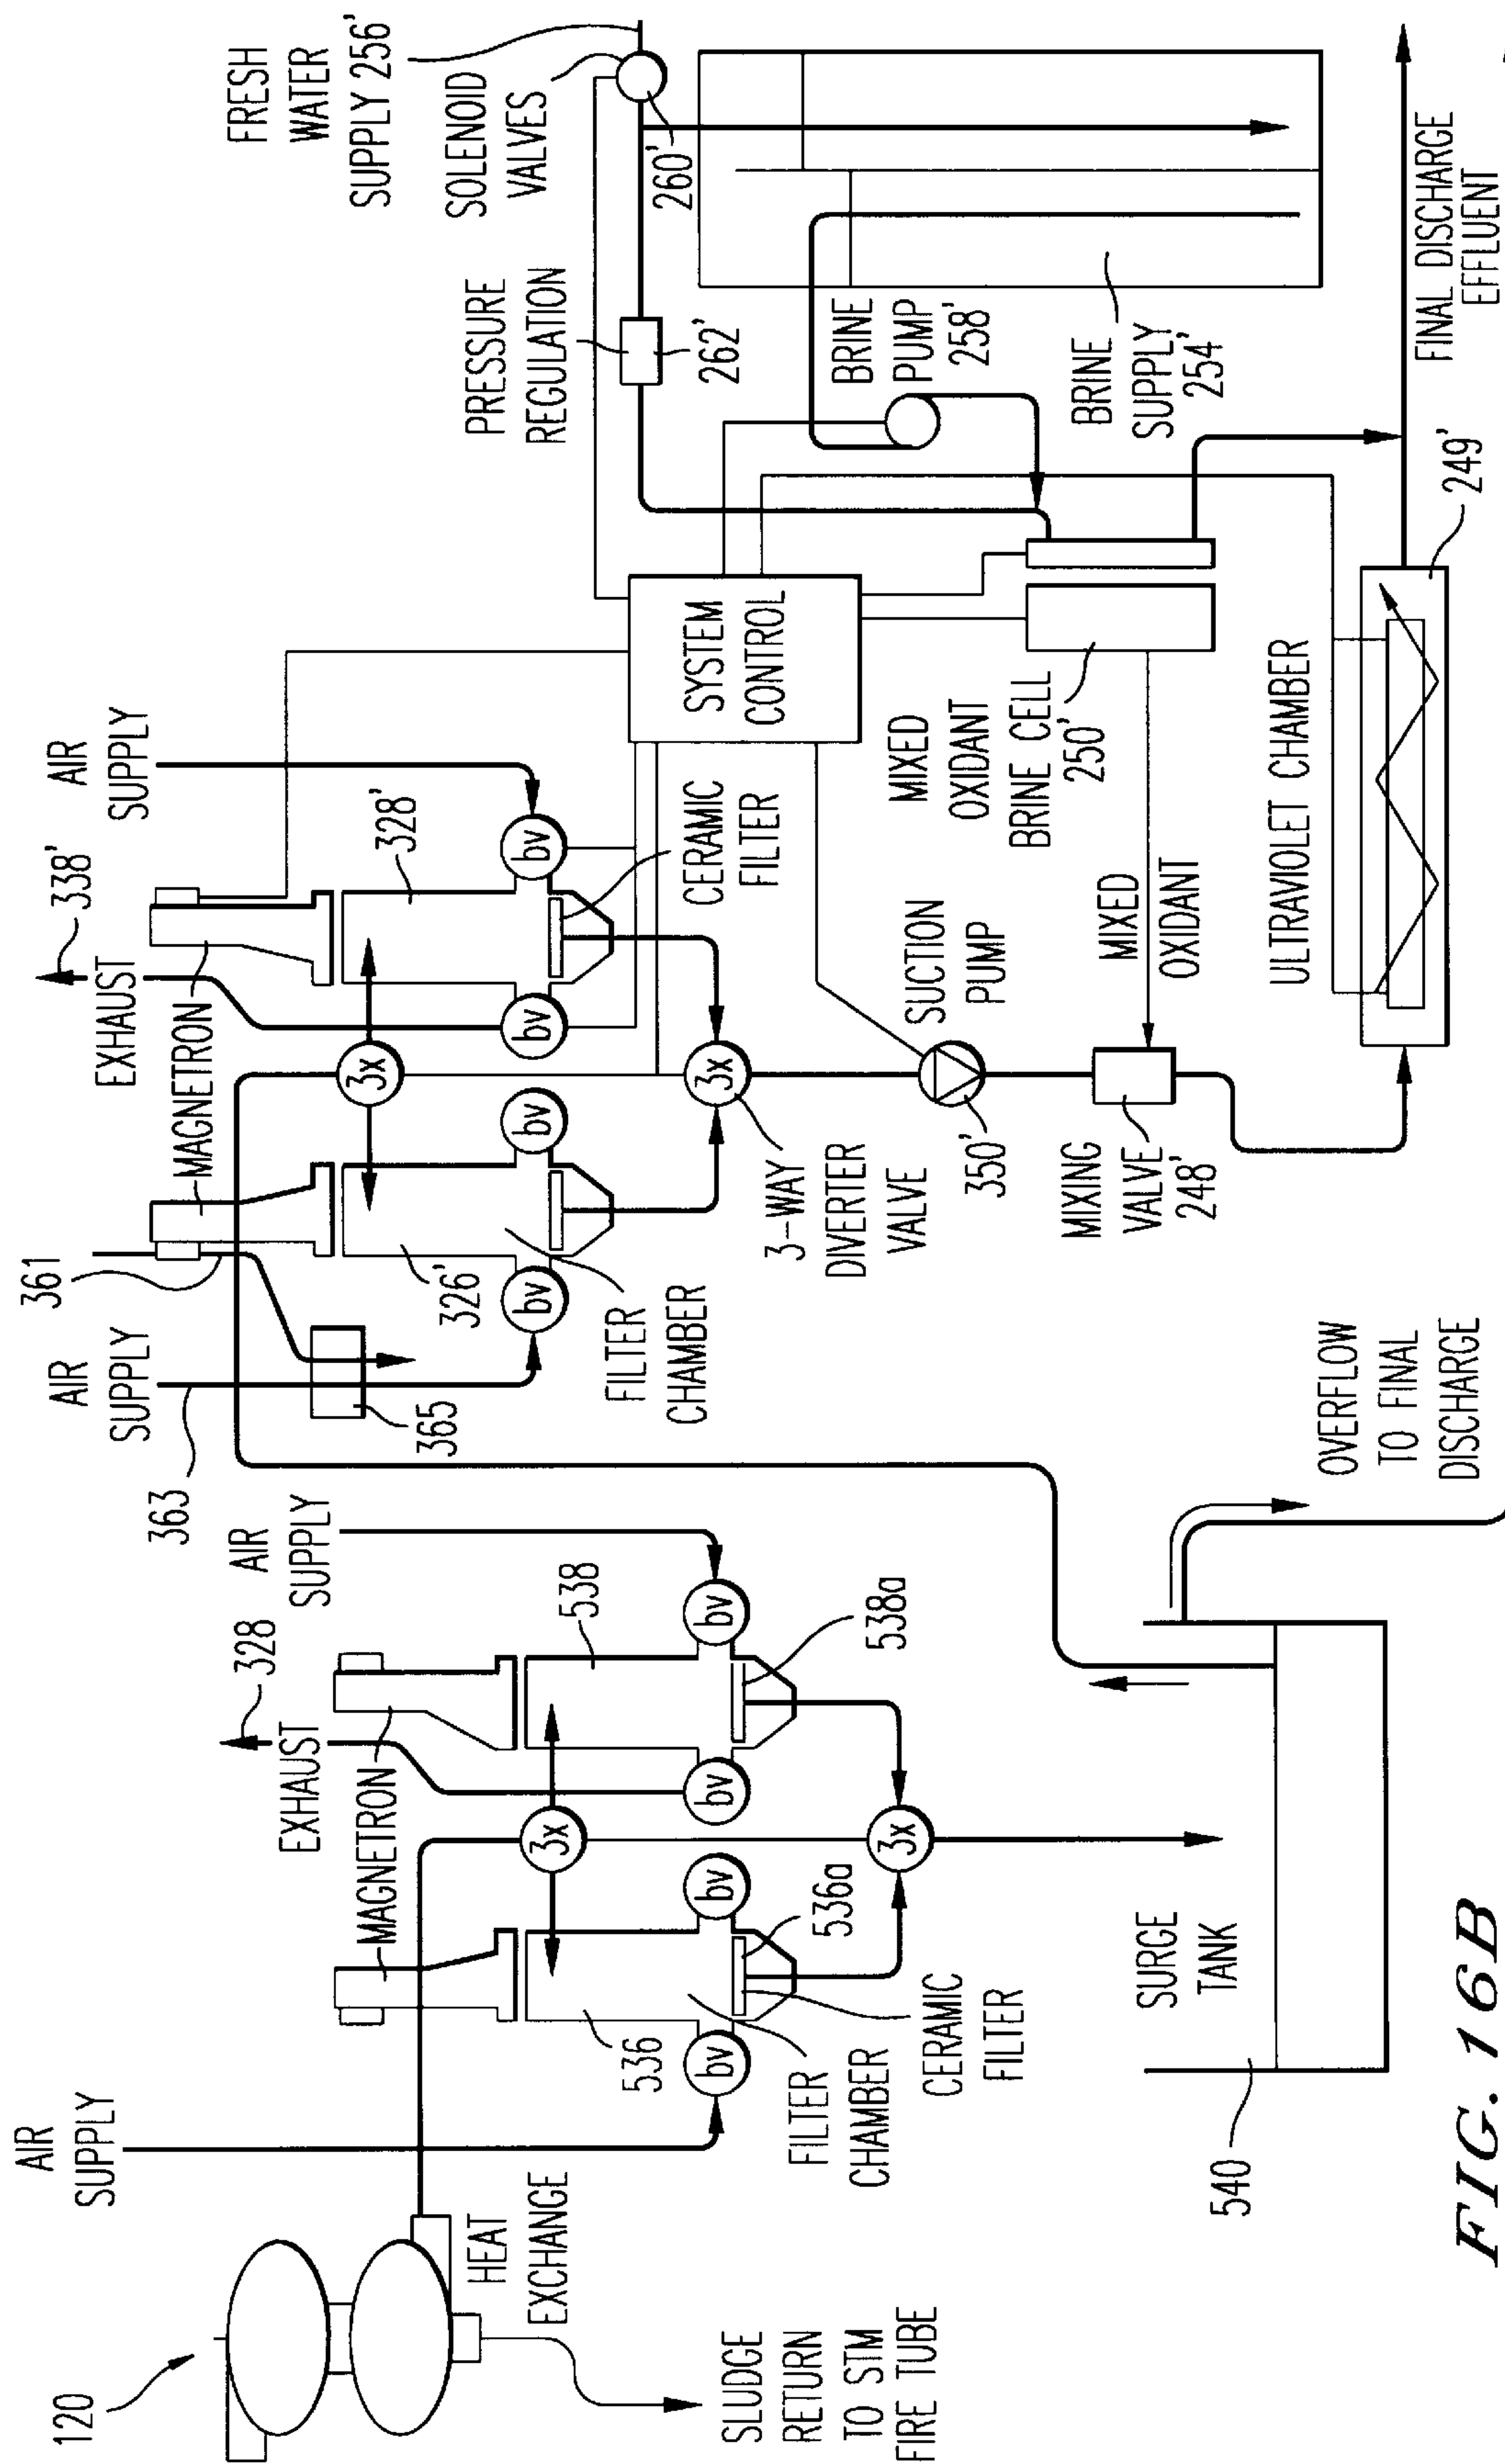 120
HEAT
EXCHANGE
SLUDGE
RETURN
TO STM
FIRE TUBE
AIR
SUPPLY
MAGNETRON
EXHAUST
328
AIR
SUPPLY
536
538
3x
bv
bv
bv
bv
536a
538a
FILTER
CHAMBER
CERAMIC
FILTER
3x
SURGE
TANK
540
OVERFLOW
TO FINAL
DISCHARGE
363
AIR
SUPPLY
361
365
MAGNETRON
EXHAUST
338'
AIR
SUPPLY
326'
328'
3x
bv
bv
bv
bv
FILTER
CHAMBER
CERAMIC
FILTER
3x
3-WAY
DIVERTER
VALVE
SUCTION
PUMP
350'
MIXING
VALVE
248'
MIXED
OXIDANT
SYSTEM
CONTROL
MIXED
OXIDANT
BRINE CELL
250'
ULTRAVIOLET CHAMBER
249'
PRESSURE
REGULATION
262'
FRESH
WATER
SUPPLY 256'
SOLENOID
VALVES
260'
BRINE
PUMP
258'
BRINE
SUPPLY
254'
FINAL DISCHARGE
EFFLUENT
FIG. 16B